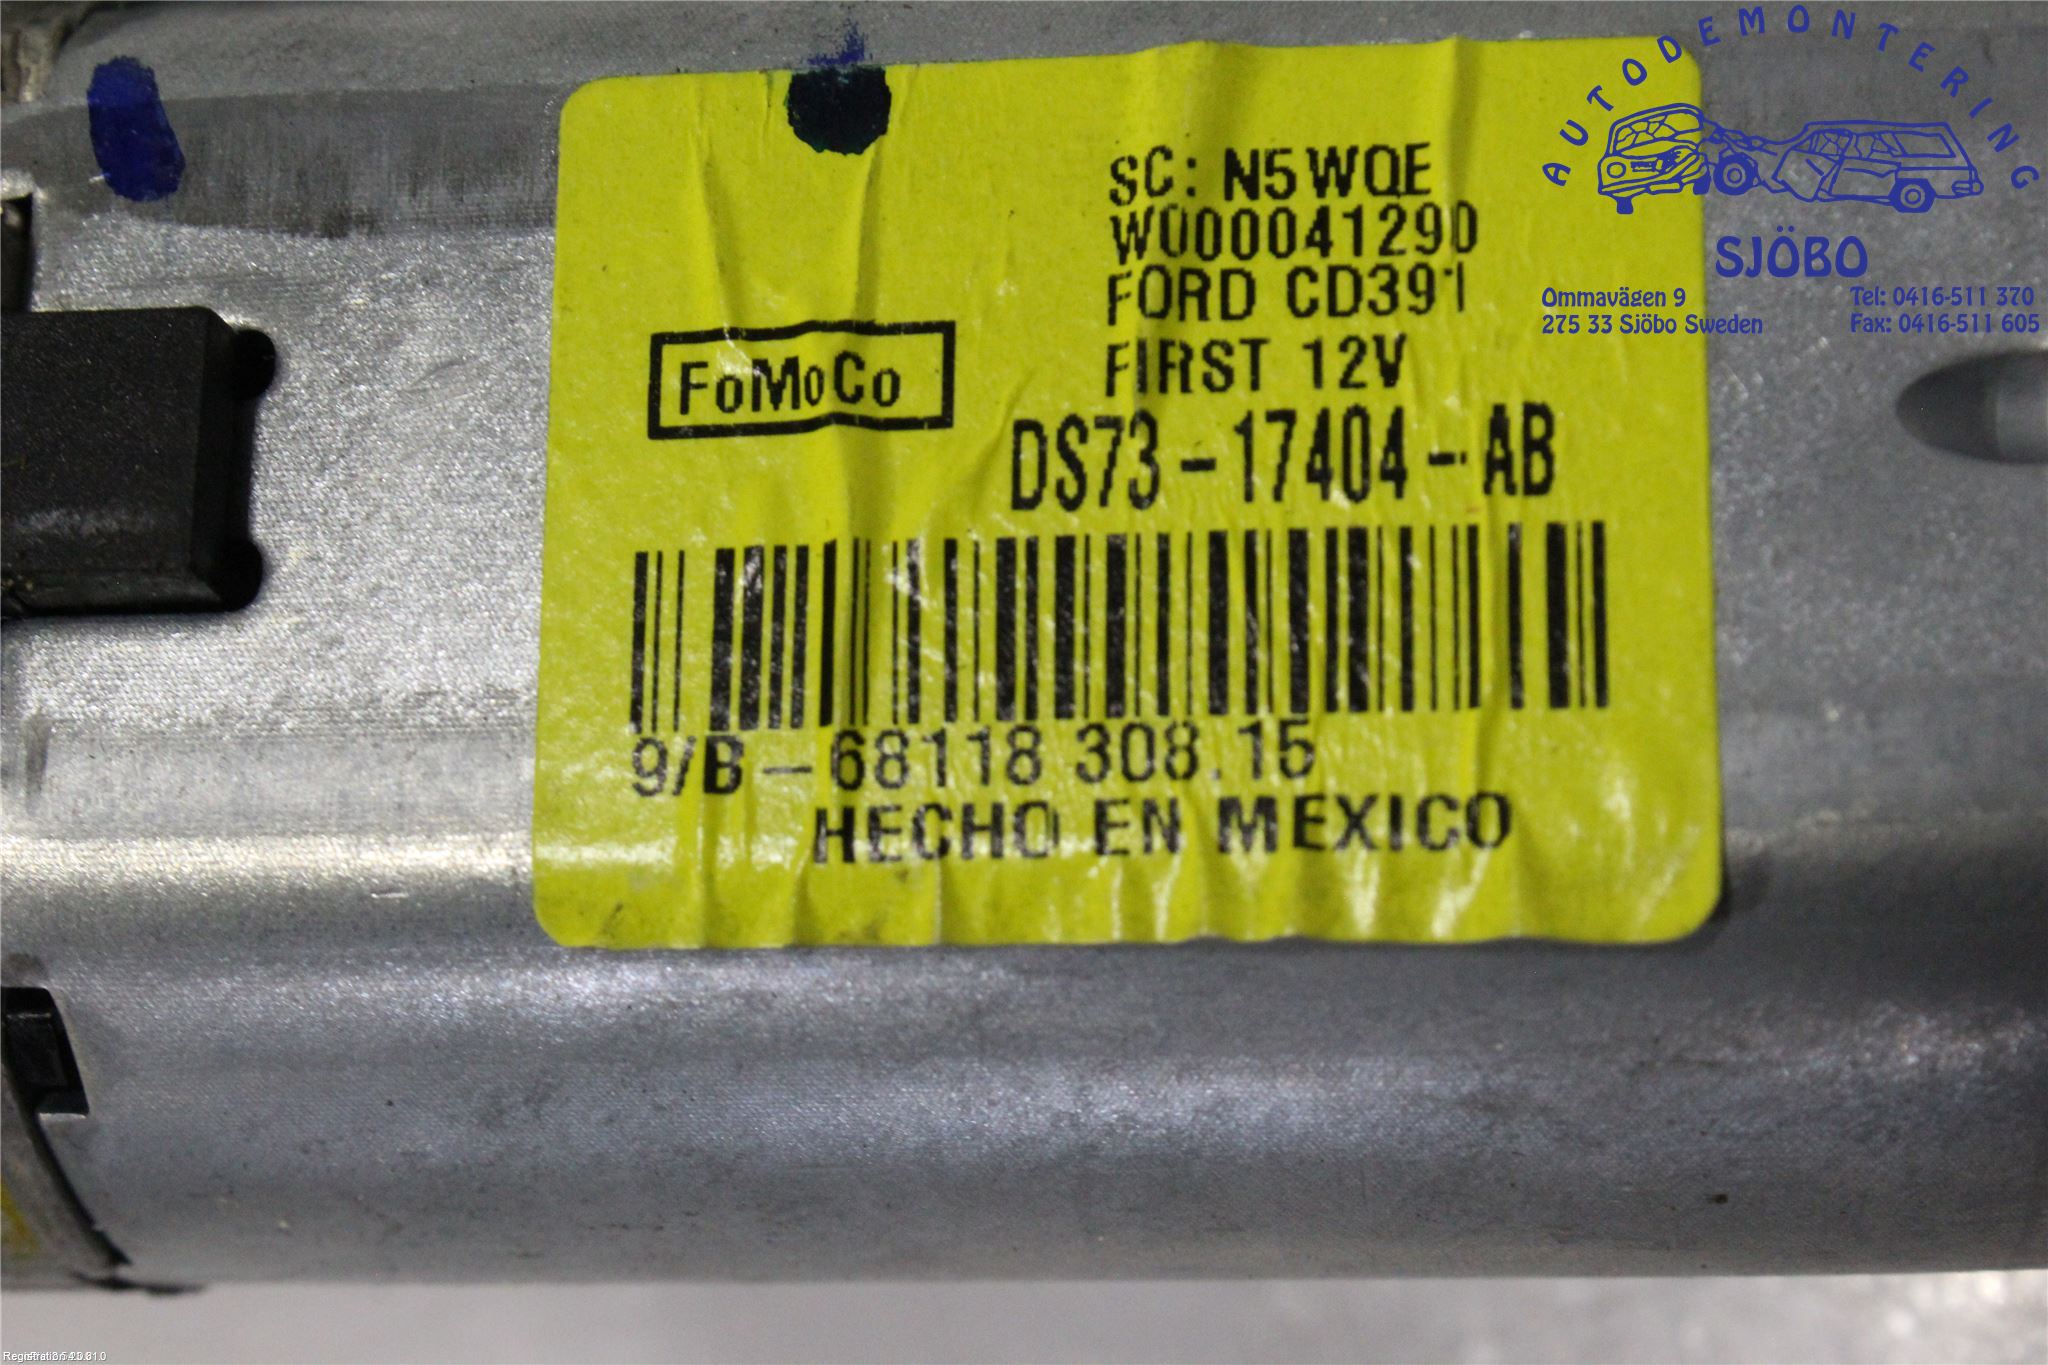 SC: N5WQE
W000041290
FORD CD391
FIRST 12V
FoMoCo
DS73-17404-AB
9/B-68118 308.15
HECHO EN MEXICO
AUTODEMONTERING
SJÖBO
Ommavägen 9
275 33 Sjöbo Sweden
Tel: 0416-511 370
Fax: 0416-511 605